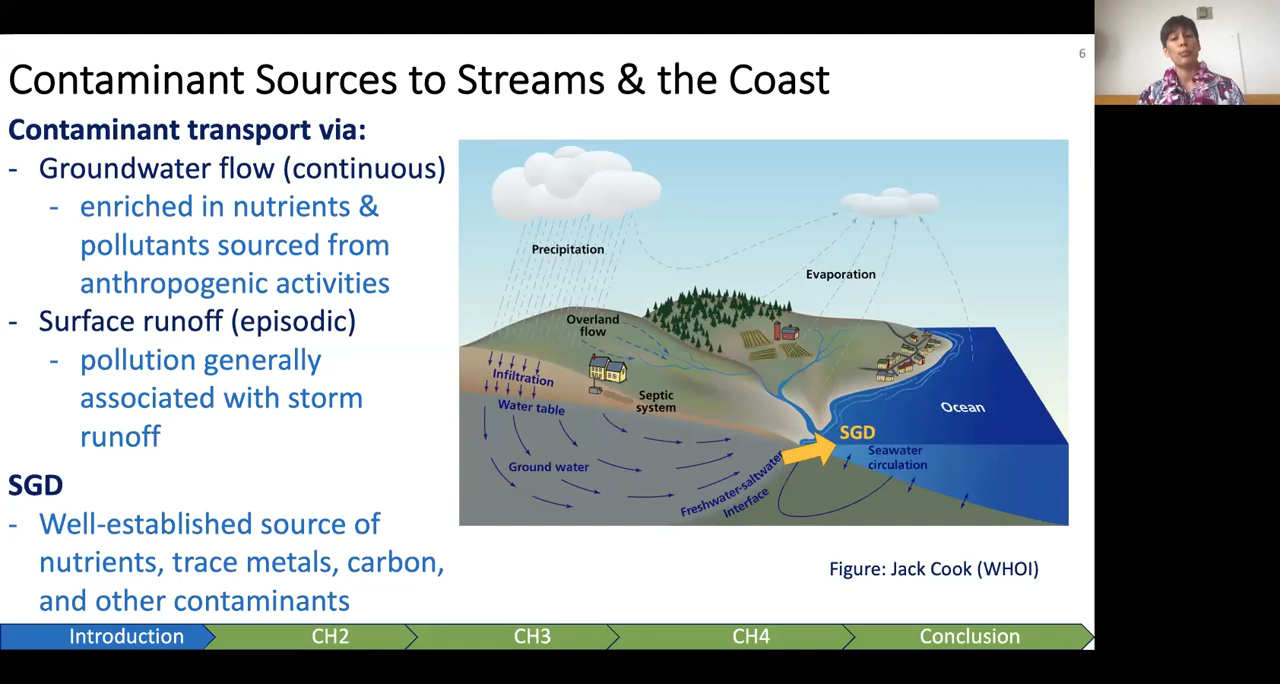 6
Contaminant Sources to Streams & the Coast
Contaminant transport via:
- Groundwater flow (continuous)
- enriched in nutrients &
pollutants sourced from
anthropogenic activities
- Surface runoff (episodic)
- pollution generally
associated with storm
runoff
SGD
- Well-established source of
nutrients, trace metals, carbon,
and other contaminants
Precipitation
Evaporation
Overland
flow
Infiltration
Septic
system
Water table
Ocean
SGD
Seawater
circulation
Ground water
Freshwater-saltwater
Interface
Figure: Jack Cook (WHOI)
Introduction
CH2
CH3
CH4
Conclusion